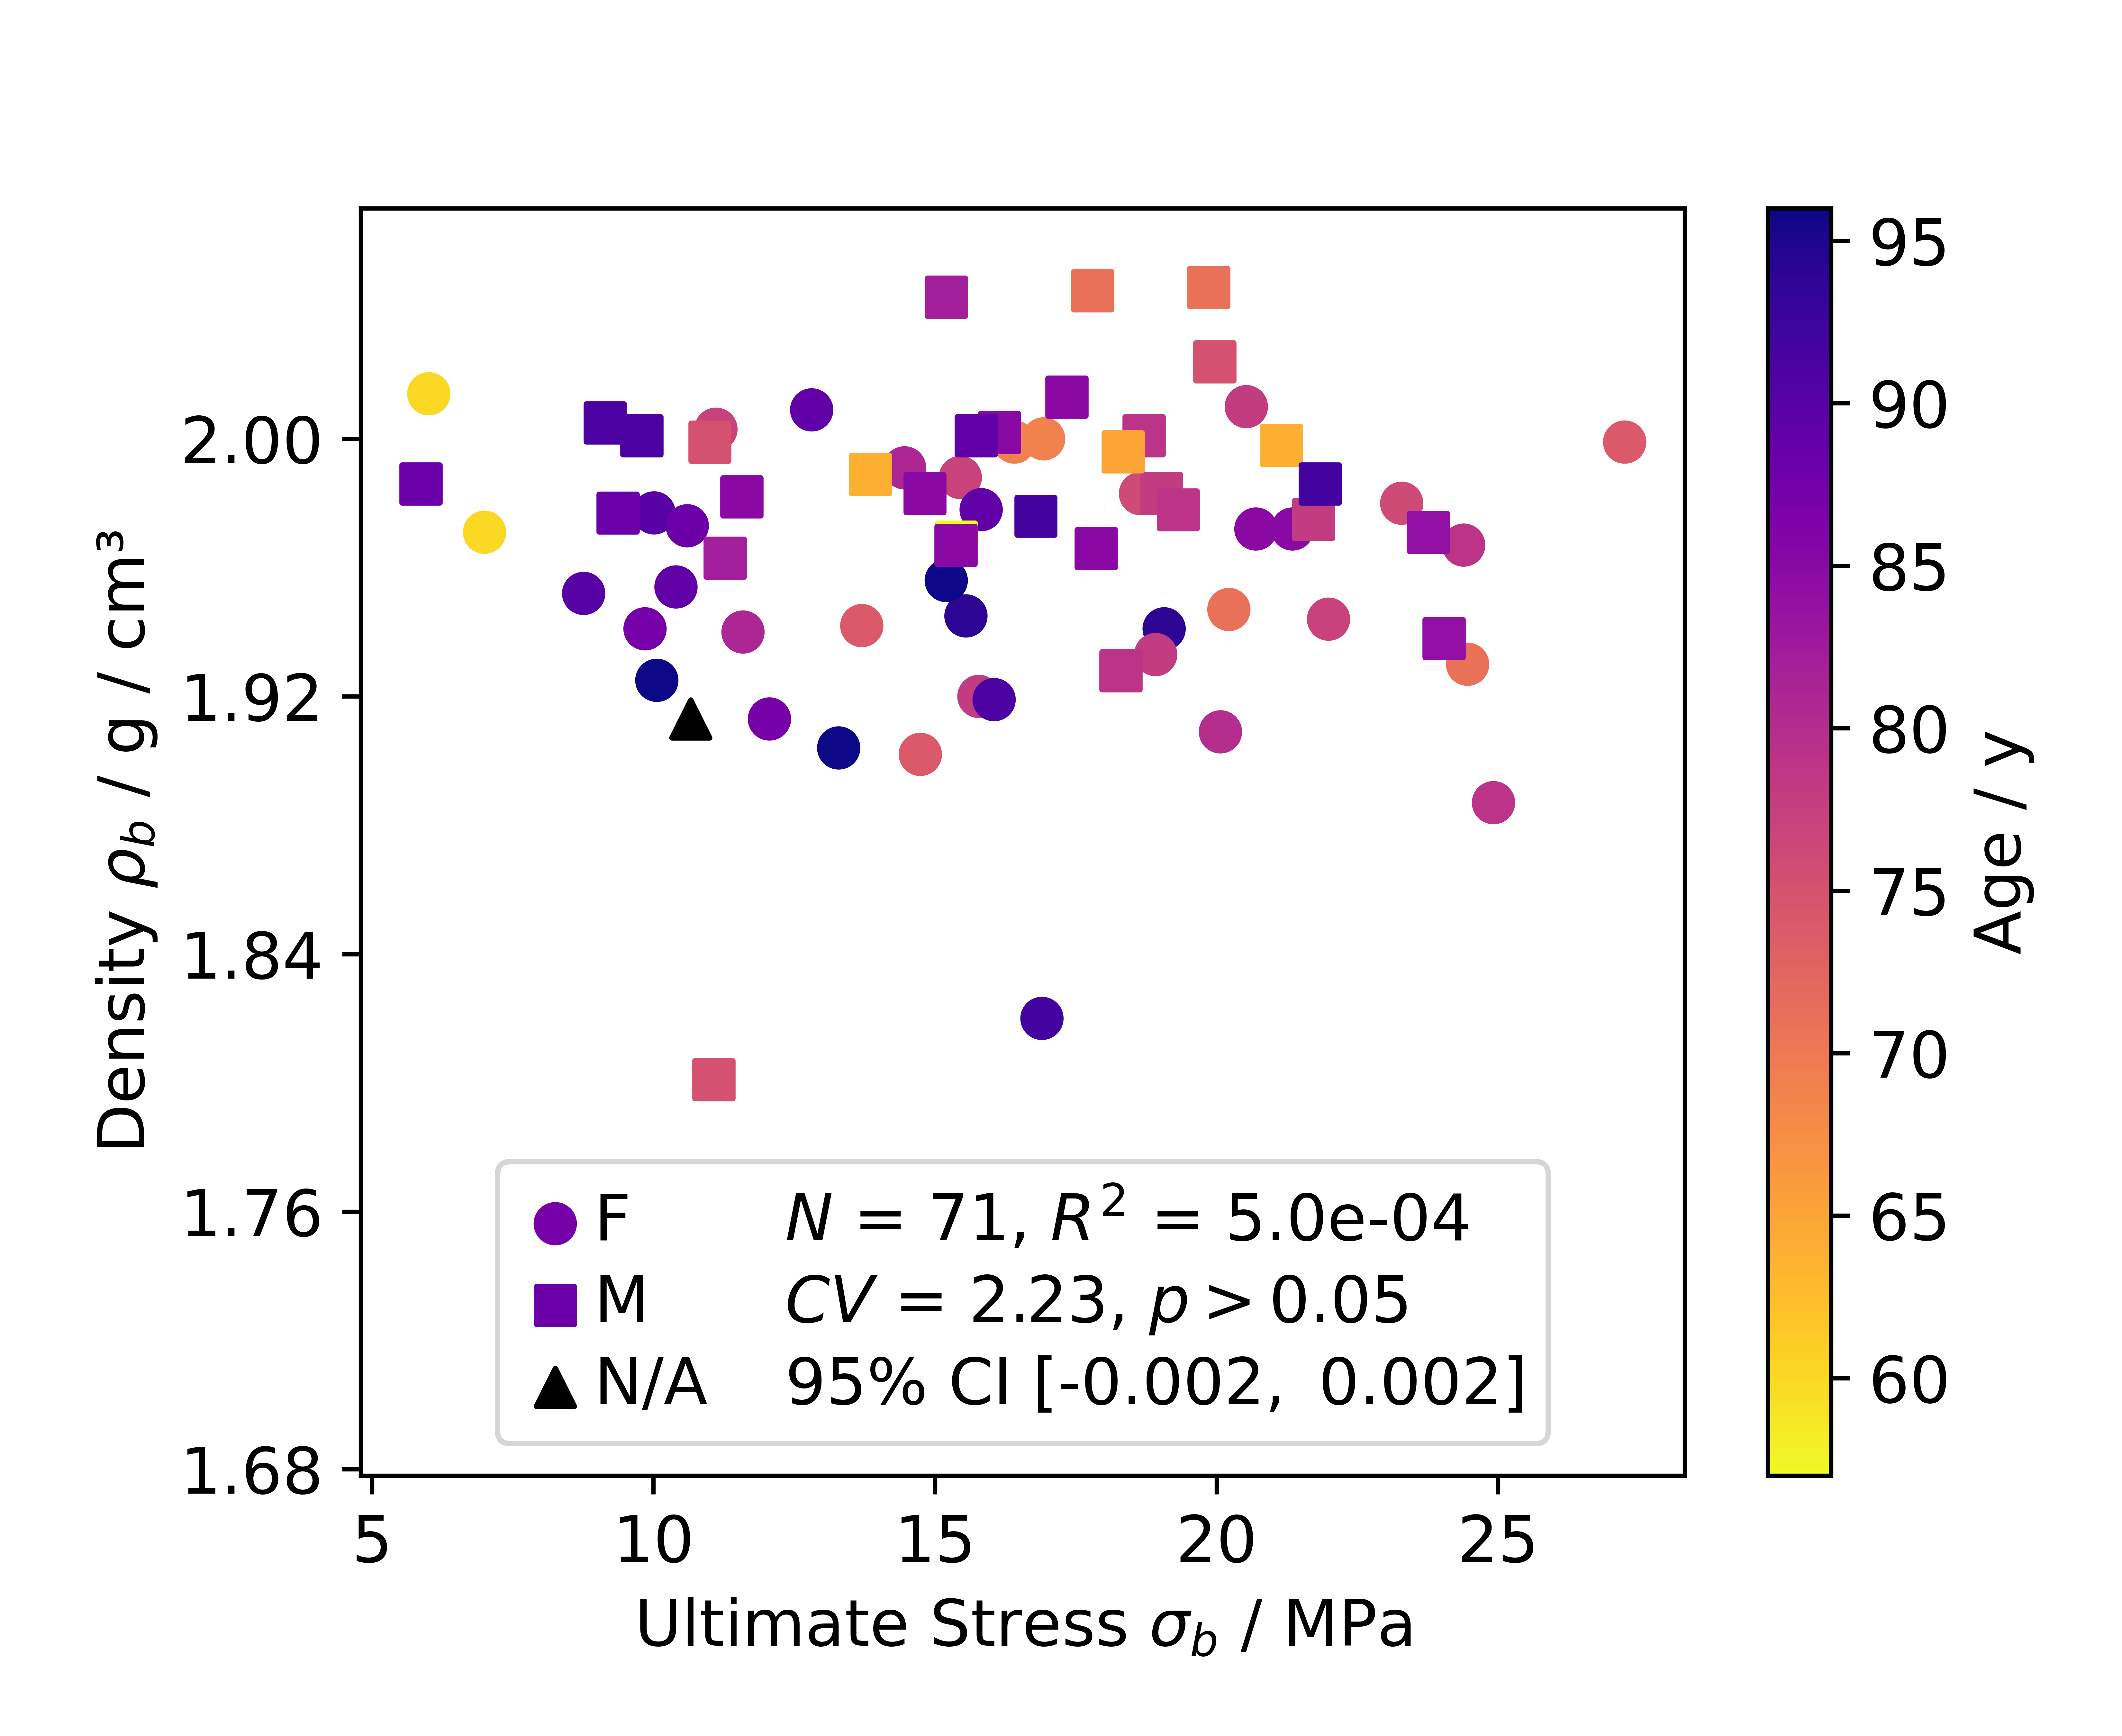 Density ρb / g / cm³
2.00
1.92
1.84
1.76
1.68
F N = 71, R² = 5.0e-04
M CV = 2.23, p > 0.05
N/A 95% CI [-0.002, 0.002]
5 10 15 20 25
Ultimate Stress σb / MPa
95
90
85
80
75
70
65
60
Age / y